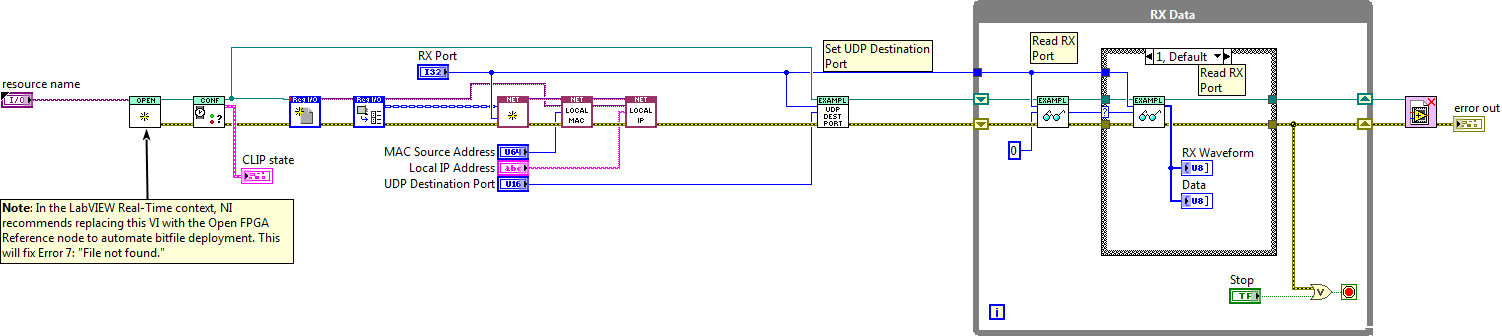 RX Data
Set UDP Destination
Port
Read RX
Port
RX Port
I32
1, Default
Read RX
Port
resource name
I/O
OPEN
CONF
?
Reg I/O
Reg I/O
NET
NET
LOCAL
MAC
NET
LOCAL
IP
EXAMPL
UDP
DEST
PORT
EXAMPL
?
EXAMPL
error out
0
CLIP state
MAC Source Address
U64
Local IP Address
abc
UDP Destination Port
U16
RX Waveform
U8
Data
U8
Note: In the LabVIEW Real-Time context, NI
recommends replacing this VI with the Open FPGA
Reference node to automate bitfile deployment. This
will fix Error 7: "File not found."
Stop
TF
V
i